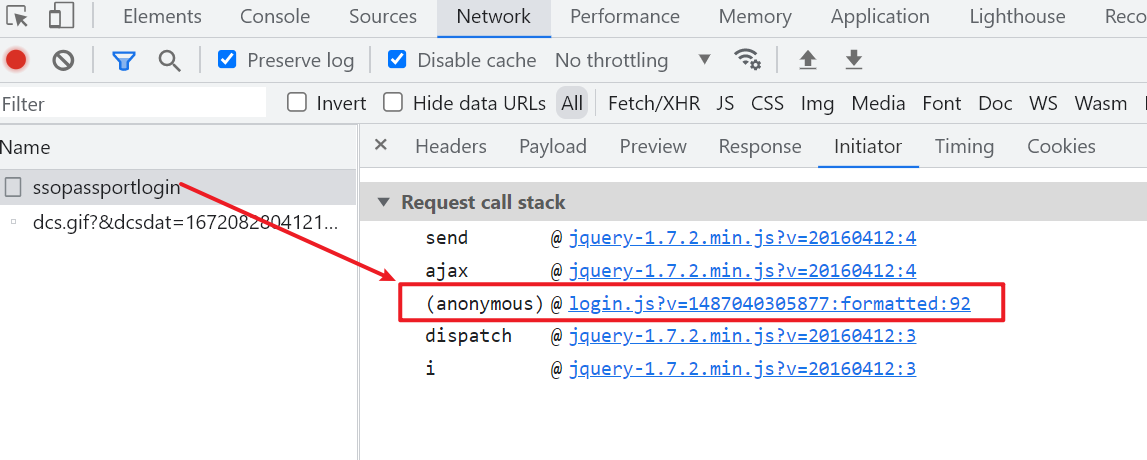 Elements Console Sources Network Performance Memory Application Lighthouse Reco
Preserve log Disable cache No throttling
Filter Invert Hide data URLs All Fetch/XHR JS CSS Img Media Font Doc WS Wasm
Name
Headers Payload Preview Response Initiator Timing Cookies
ssopassportlogin
dcs.gif?&dcsdat=1672082804121...
Request call stack
send @ jquery-1.7.2.min.js?v=20160412:4
ajax @ jquery-1.7.2.min.js?v=20160412:4
(anonymous) @ login.js?v=1487040305877:formatted:92
dispatch @ jquery-1.7.2.min.js?v=20160412:3
i @ jquery-1.7.2.min.js?v=20160412:3